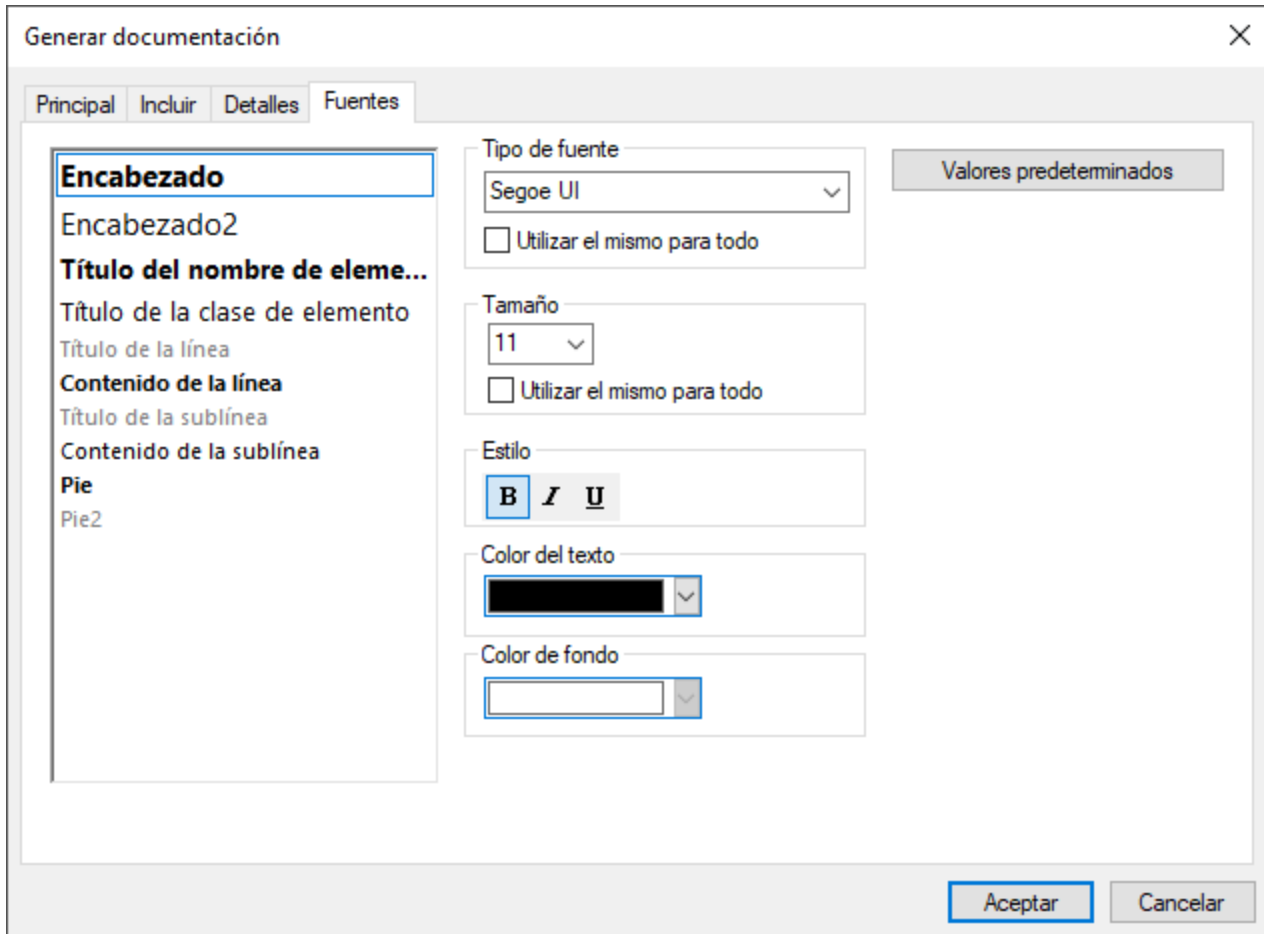 Generar documentación
Principal Incluir Detalles Fuentes
Encabezado
Encabezado2
Título del nombre de eleme...
Título de la clase de elemento
Título de la línea
Contenido de la línea
Título de la sublínea
Contenido de la sublínea
Pie
Pie2
Tipo de fuente
Segoe UI
Utilizar el mismo para todo
Tamaño
11
Utilizar el mismo para todo
Estilo
B I U
Color del texto
Color de fondo
Valores predeterminados
Aceptar Cancelar